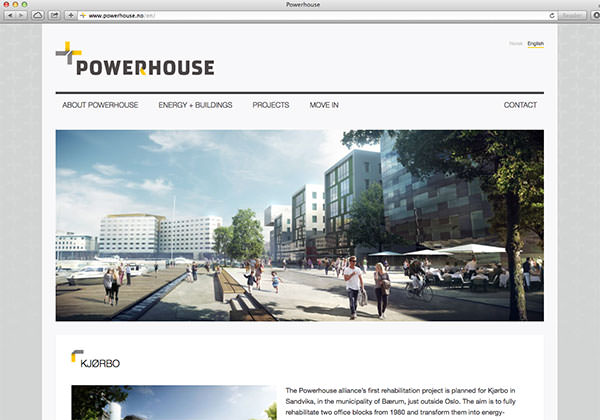 Powerhouse
www.powerhouse.no/en/
Reader
Norsk English
POWERHOUSE
ABOUT POWERHOUSE ENERGY + BUILDINGS PROJECTS MOVE IN CONTACT
KJØRBO
The Powerhouse alliance's first rehabilitation project is planned for Kjørbo in
Sandvika, in the municipality of Bærum, just outside Oslo. The aim is to fully
rehabilitate two office blocks from 1980 and transform them into energy-